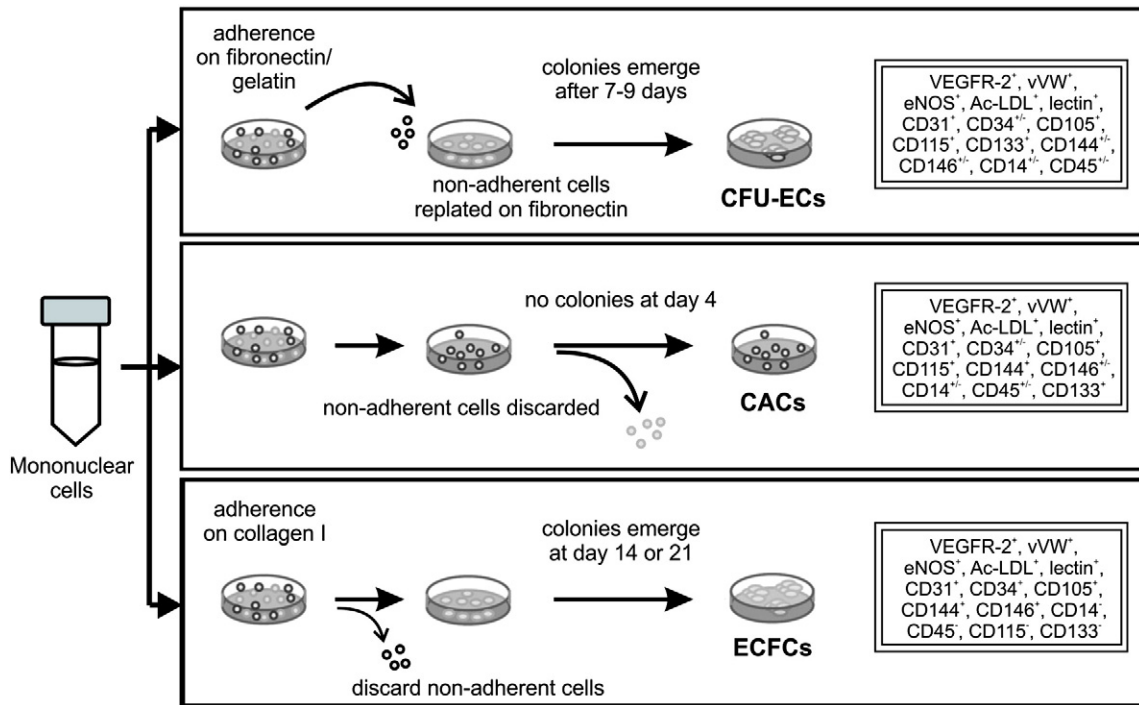 adherence
on fibronectin/
gelatin
colonies emerge
after 7-9 days
non-adherent cells
replated on fibronectin
CFU-ECs
VEGFR-2⁺, vVW⁺,
eNOS⁺, Ac-LDL⁺, lectin⁺,
CD31⁺, CD34⁺/⁻, CD105⁺,
CD115⁺, CD133⁺, CD144⁺/⁻,
CD146⁺/⁻, CD14⁺/⁻, CD45⁺/⁻
Mononuclear
cells
no colonies at day 4
non-adherent cells discarded
CACs
VEGFR-2⁺, vVW⁺,
eNOS⁺, Ac-LDL⁺, lectin⁺,
CD31⁺, CD34⁺/⁻, CD105⁺,
CD115⁺, CD144⁺, CD146⁺/⁻,
CD14⁺/⁻, CD45⁺/⁻, CD133⁺
adherence
on collagen I
colonies emerge
at day 14 or 21
discard non-adherent cells
ECFCs
VEGFR-2⁺, vVW⁺,
eNOS⁺, Ac-LDL⁺, lectin⁺,
CD31⁺, CD34⁺, CD105⁺,
CD144⁺, CD146⁺, CD14⁻,
CD45⁻, CD115⁻, CD133⁻